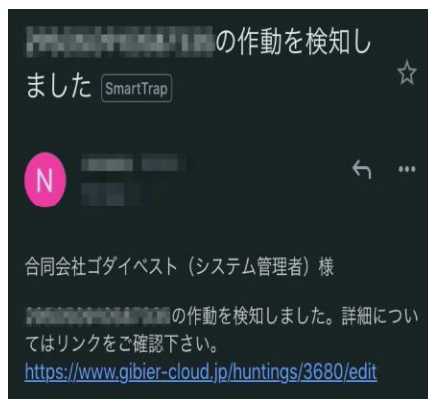 の作動を検知し
ました SmartTrap
N
合同会社ゴダイベスト（システム管理者）様
の作動を検知しました。詳細につい
てはリンクをご確認下さい。
https://www.gibier-cloud.jp/huntings/3680/edit